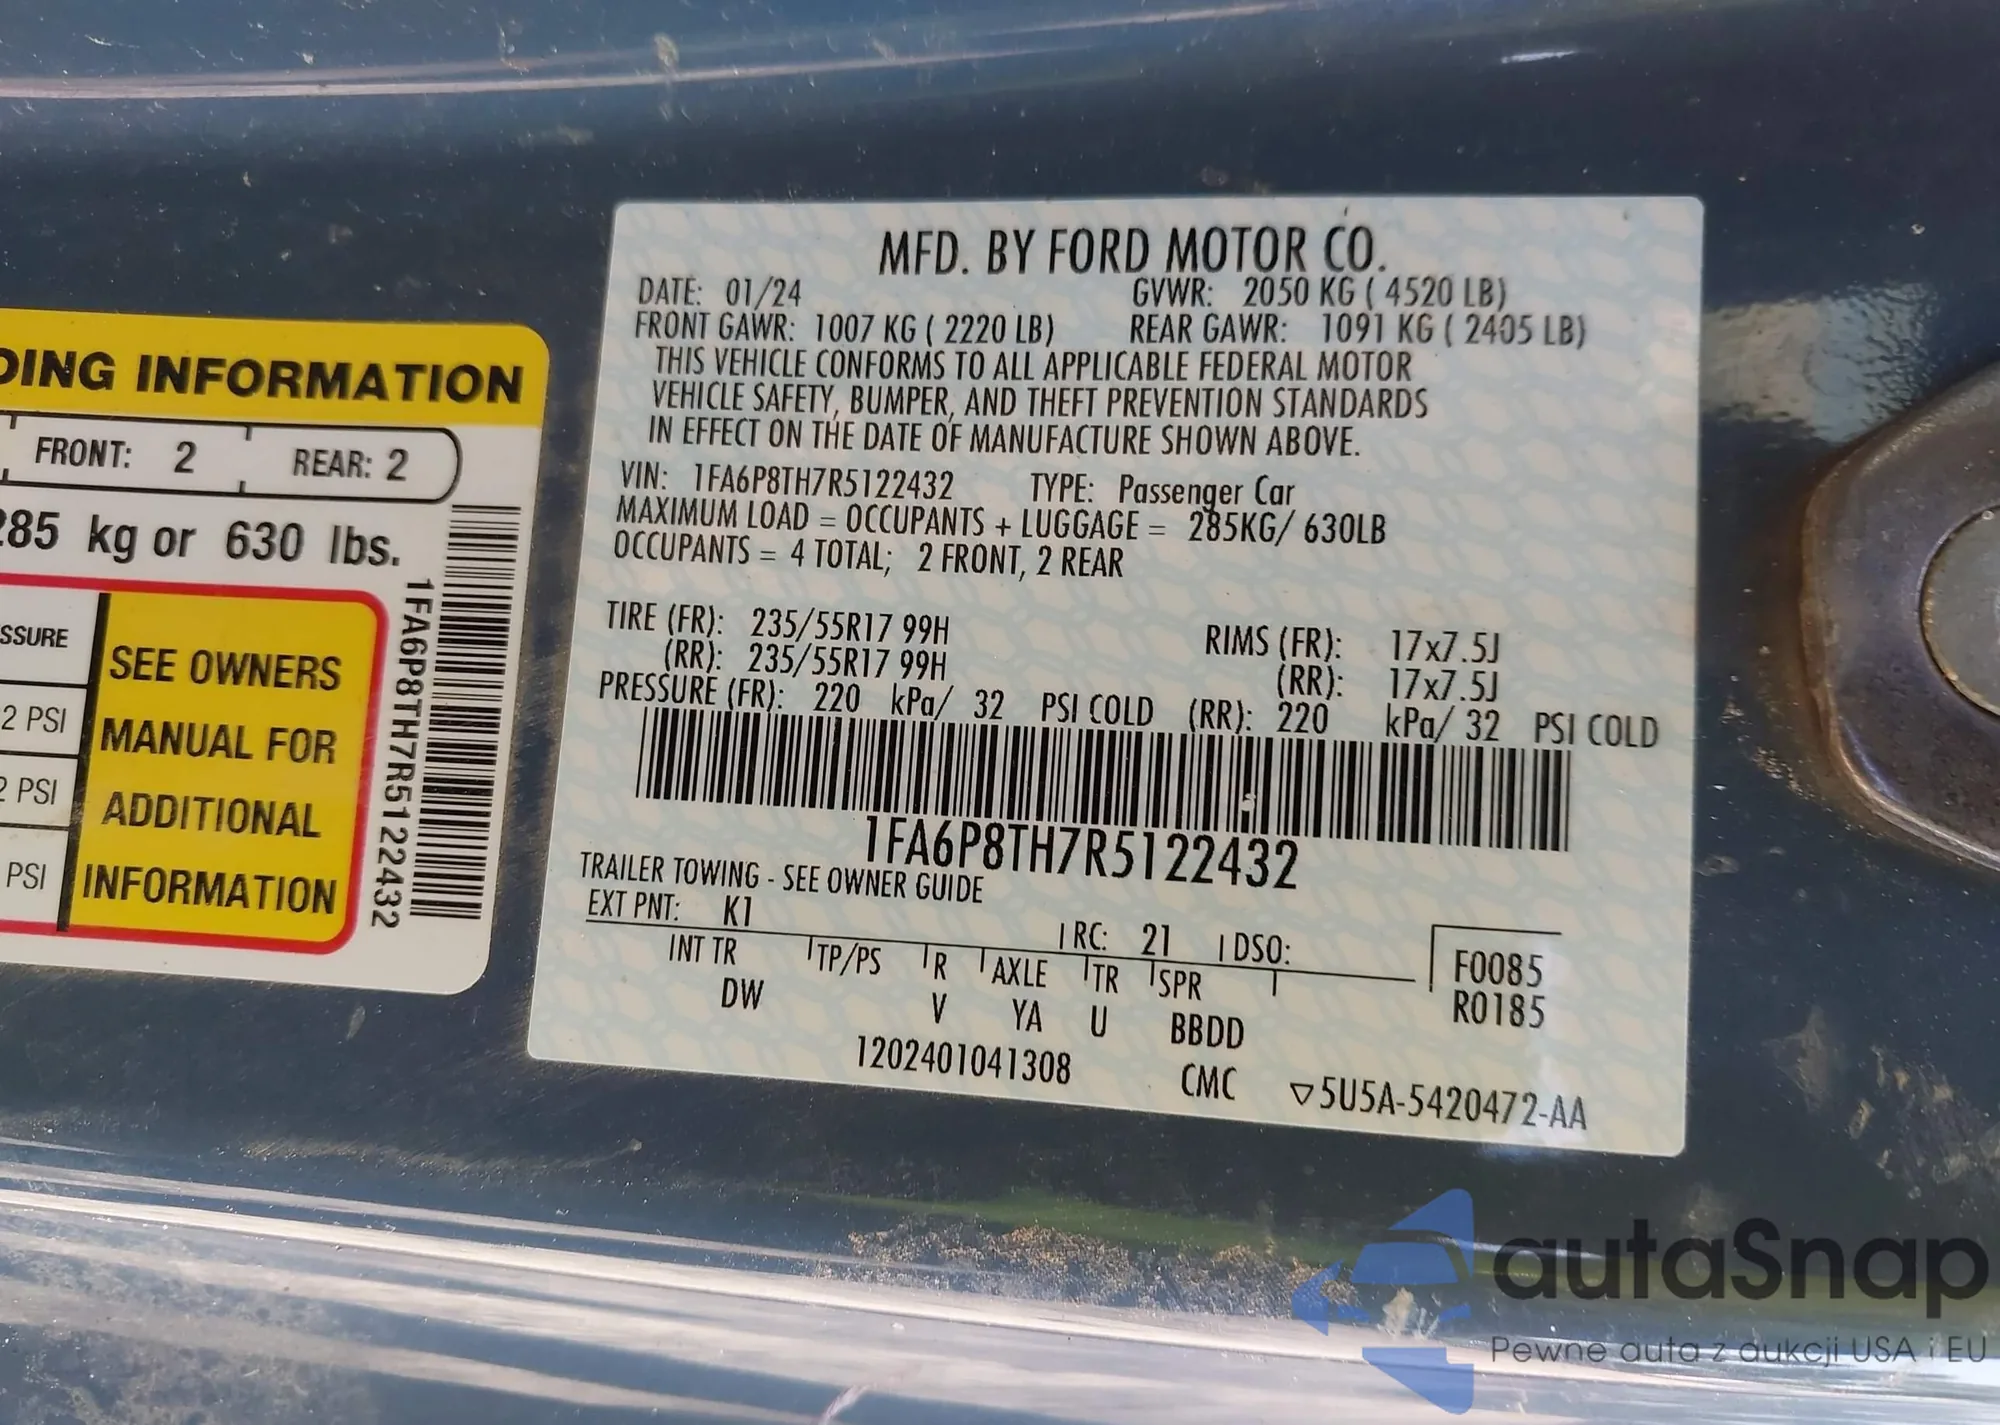 DING INFORMATION
FRONT: 2 REAR: 2
285 kg or 630 lbs.
SSURE
2 PSI
2 PSI
PSI
SEE OWNERS
MANUAL FOR
ADDITIONAL
INFORMATION
1FA6P8TH7R5122432
MFD. BY FORD MOTOR CO.
DATE: 01/24 GVWR: 2050 KG ( 4520 LB)
FRONT GAWR: 1007 KG ( 2220 LB) REAR GAWR: 1091 KG ( 2405 LB)
THIS VEHICLE CONFORMS TO ALL APPLICABLE FEDERAL MOTOR
VEHICLE SAFETY, BUMPER, AND THEFT PREVENTION STANDARDS
IN EFFECT ON THE DATE OF MANUFACTURE SHOWN ABOVE.
VIN: 1FA6P8TH7R5122432 TYPE: Passenger Car
MAXIMUM LOAD = OCCUPANTS + LUGGAGE = 285KG/ 630LB
OCCUPANTS = 4 TOTAL; 2 FRONT, 2 REAR
TIRE (FR): 235/55R17 99H RIMS (FR): 17x7.5J
(RR): 235/55R17 99H (RR): 17x7.5J
PRESSURE (FR): 220 kPa/ 32 PSI COLD (RR): 220 kPa/ 32 PSI COLD
1FA6P8TH7R5122432
TRAILER TOWING - SEE OWNER GUIDE
EXT PNT: K1 RC: 21 DSO:
INT TR TP/PS R AXLE TR SPR F0085
DW V YA U BBDD R0185
1202401041308 CMC ▽5U5A-5420472-AA
autaSnap
Pewne auta z aukcji USA i EU